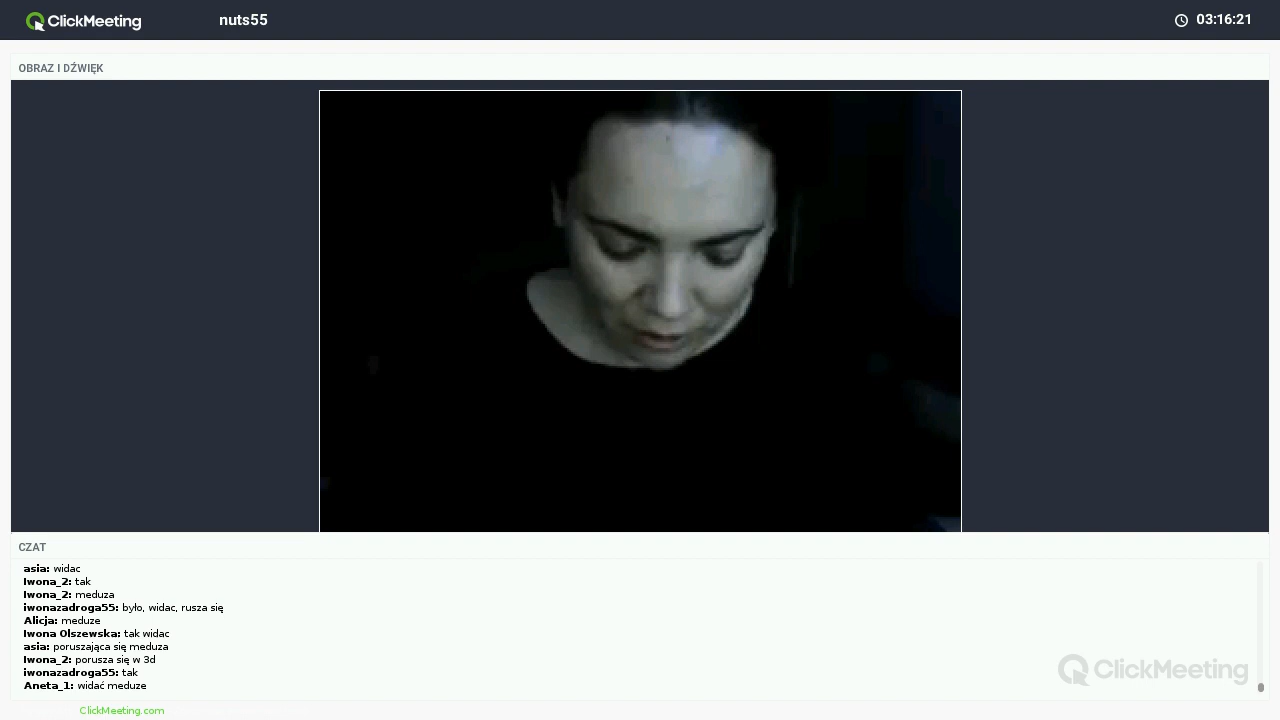 ClickMeeting
nuts55
03:16:21
OBRAZ I DŹWIĘK
CZAT
asia: widac
Iwona_2: tak
Iwona_2: meduza
iwonazadroga55: było, widac, rusza się
Alicja: meduze
Iwona Olszewska: tak widac
asia: poruszająca się meduza
Iwona_2: porusza się w 3d
iwonazadroga55: tak
Aneta_1: widać meduze
ClickMeeting
ClickMeeting.com